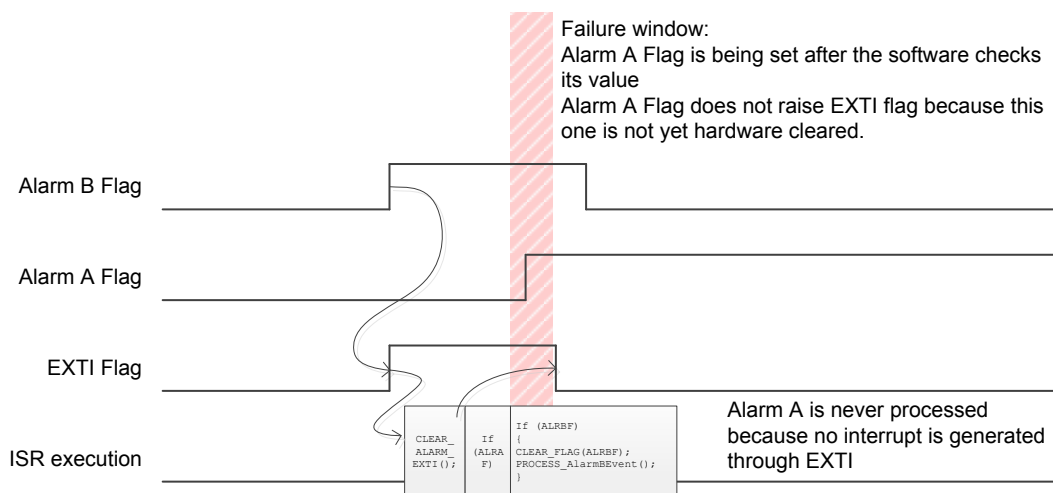 Failure window:
Alarm A Flag is being set after the software checks
its value
Alarm A Flag does not raise EXTI flag because this
one is not yet hardware cleared.
Alarm B Flag
Alarm A Flag
EXTI Flag
ISR execution
CLEAR_
ALARM_
EXTI();
If
(ALRA
F)
If (ALRBF)
{
CLEAR_FLAG(ALRBF);
PROCESS_AlarmBEvent();
}
Alarm A is never processed
because no interrupt is generated
through EXTI